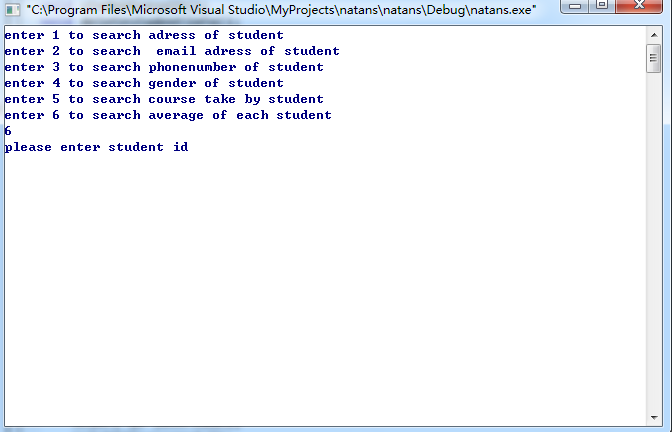 "C:\Program Files\Microsoft Visual Studio\MyProjects\natans\natans\Debug\natans.exe"
enter 1 to search adress of student
enter 2 to search  email adress of student
enter 3 to search phonenumber of student
enter 4 to search gender of student
enter 5 to search course take by student
enter 6 to search average of each student
6
please enter student id